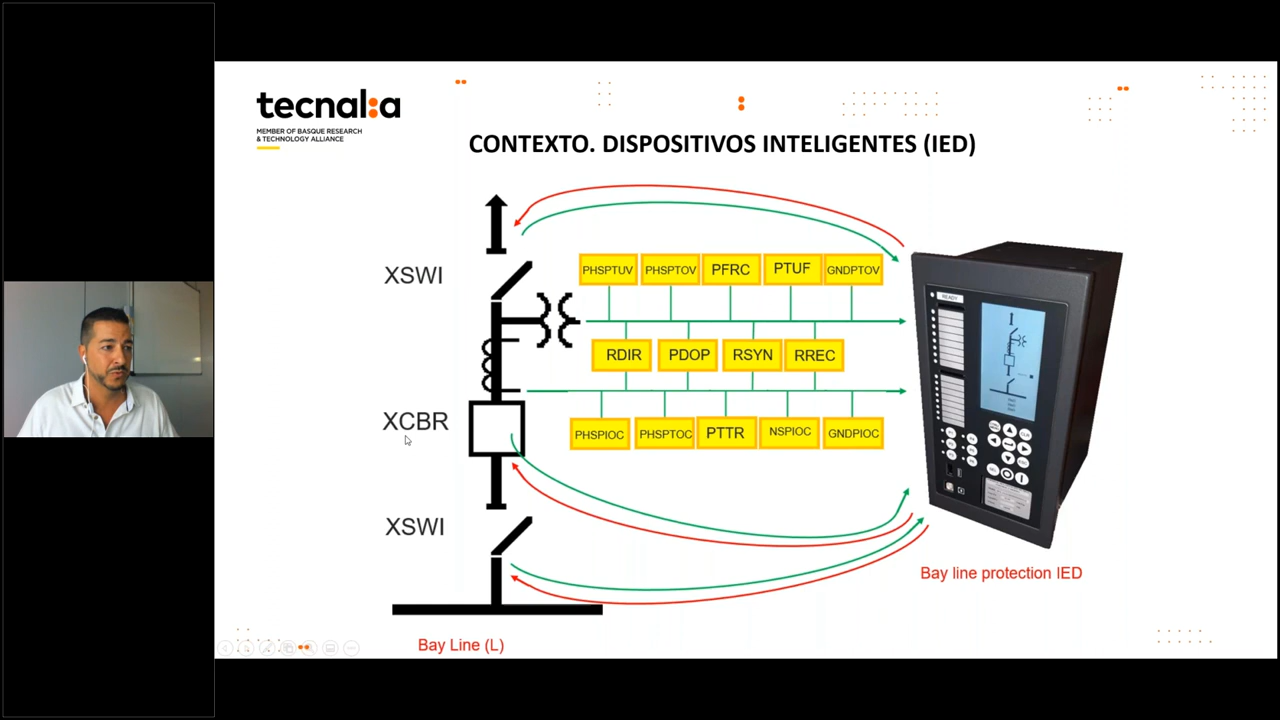 tecnal:a
MEMBER OF BASQUE RESEARCH
& TECHNOLOGY ALLIANCE
CONTEXTO. DISPOSITIVOS INTELIGENTES (IED)
XSWI
PHSPTUV PHSPTOV PFRC PTUF GNDPTOV
READY
RDIR PDOP RSYN RREC
XCBR
PHSPIOC PHSPTOC PTTR NSPIOC GNDPIOC
XSWI
Bay line protection IED
Bay Line (L)